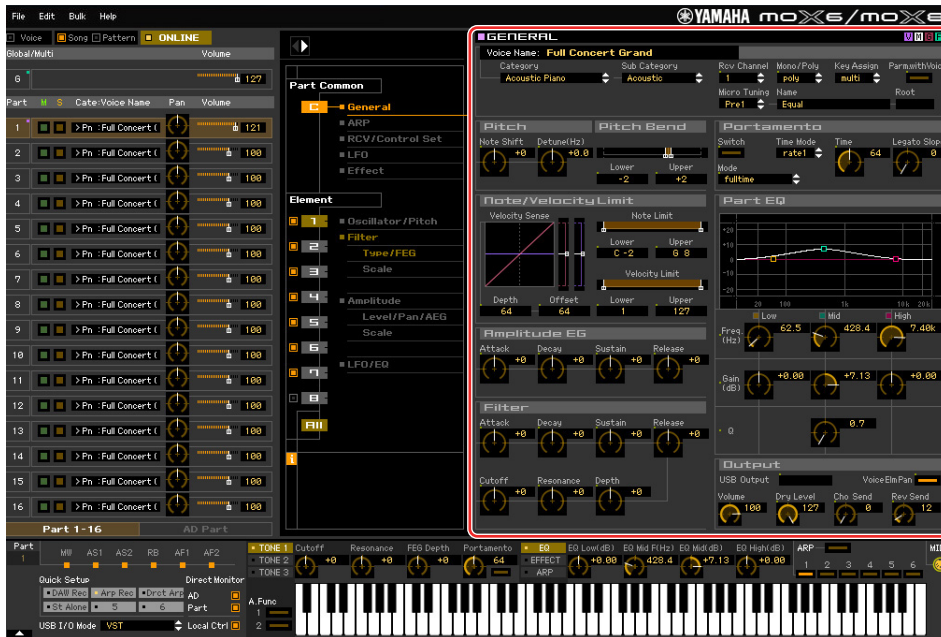 File Edit Bulk Help
YAMAHA MOX6/MOX8
Voice Song Pattern ONLINE
Global/Multi Volume
G 127
Part M S Cate:Voice Name Pan Volume
1 >Pn :Full Concert ( 121
2 >Pn :Full Concert ( 100
3 >Pn :Full Concert ( 100
4 >Pn :Full Concert ( 100
5 >Pn :Full Concert ( 100
6 >Pn :Full Concert ( 100
7 >Pn :Full Concert ( 100
8 >Pn :Full Concert ( 100
9 >Pn :Full Concert ( 100
10 >Pn :Full Concert ( 100
11 >Pn :Full Concert ( 100
12 >Pn :Full Concert ( 100
13 >Pn :Full Concert ( 100
14 >Pn :Full Concert ( 100
15 >Pn :Full Concert ( 100
16 >Pn :Full Concert ( 100
Part 1-16 AD Part
Part Common
C General
ARP
RCV/Control Set
LFO
Effect
Element
1 Oscillator/Pitch
2 Filter
Type/FEG
3 Scale
4 Amplitude
5 Level/Pan/AEG
Scale
6
7 LFO/EQ
8
All
i
GENERAL V M
Voice Name: Full Concert Grand
Category Sub Category Rcv Channel Mono/Poly Key Assign ParmwithVoic
Acoustic Piano Acoustic 1 poly multi
Micro Tuning Name Root
Pre1 Equal
Pitch Pitch Bend Portamento
Note Shift Detune(Hz) Switch Time Mode Time Legato Slop
+0 +0.0 rate1 64 0
Lower Upper Mode
-2 +2 fulltime
Note/Velocity Limit Part EQ
Velocity Sense Note Limit
+20
+10
0
-10
-20
Lower Upper
C -2 G 8
Velocity Limit
Depth Offset Lower Upper
64 64 1 127
20 100 1k 10k 20k
Low Mid High
Freq. (Hz) 62.5 428.4 7.40k
Gain (dB) +0.00 +7.13 +0.00
Q 0.7
Amplitude EG
Attack Decay Sustain Release
+0 +0 +0 +0
Filter
Attack Decay Sustain Release
+0 +0 +0 +0
Cutoff Resonance Depth
+0 +0 +0
Output
USB Output VoiceElmPan
Volume Dry Level Cho Send Rev Send
100 127 0 12
Part
1
MW AS1 AS2 RB AF1 AF2
Quick Setup Direct Monitor
DAW Rec Arp Rec Drct Arp AD
St Alone 5 6 Part
USB I/O Mode VST Local Ctrl
A.Func
1
2
TONE 1 Cutoff Resonance FEG Depth Portamento EQ EQ Low(dB) EQ Mid F(Hz) EQ Mid(dB) EQ High(dB) ARP MI
TONE 2 +0 +0 +0 64 EFFECT +0.00 428.4 +7.13 +0.00
TONE 3 ARP
1 2 3 4 5 6